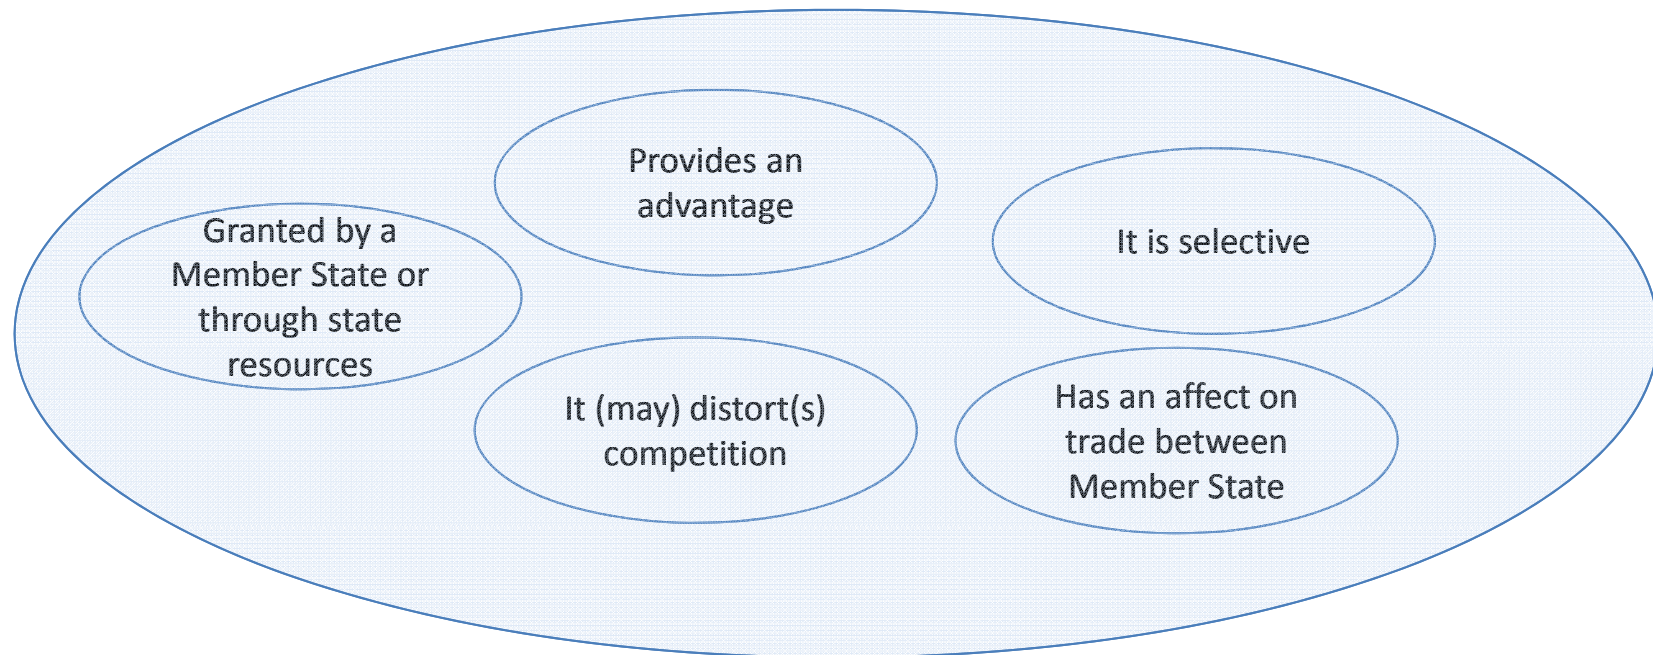 Provides an
advantage
It is selective
Granted by a
Member State or
through state
resources
It (may) distort(s)
competition
Has an affect on
trade between
Member State